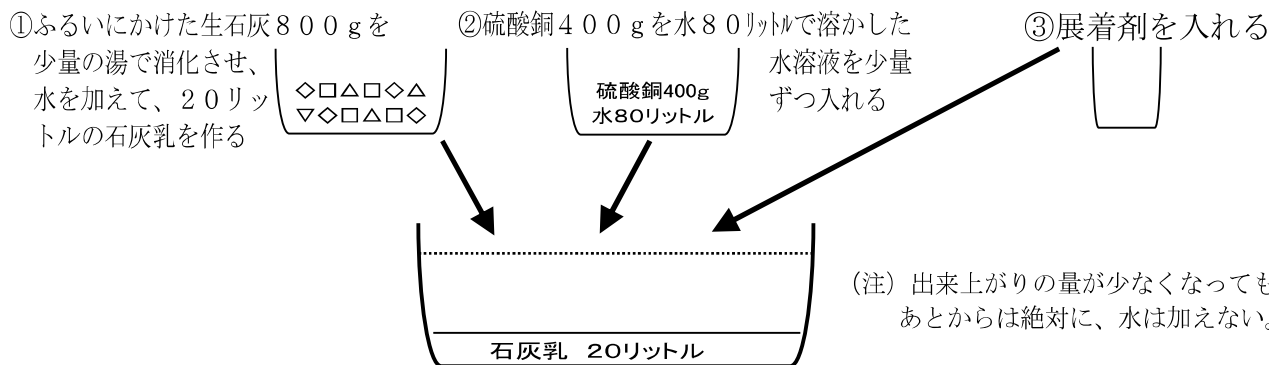 ①ふるいにかけた生石灰８００ｇを
少量の湯で消化させ、
水を加えて、２０リッ
トルの石灰乳を作る
②硫酸銅４００ｇを水８０㍑で溶かした
水溶液を少量
ずつ入れる
硫酸銅400g
水80リットル
③展着剤を入れる
（注）出来上がりの量が少なくなっても
あとからは絶対に、水は加えない。
石灰乳　20リットル